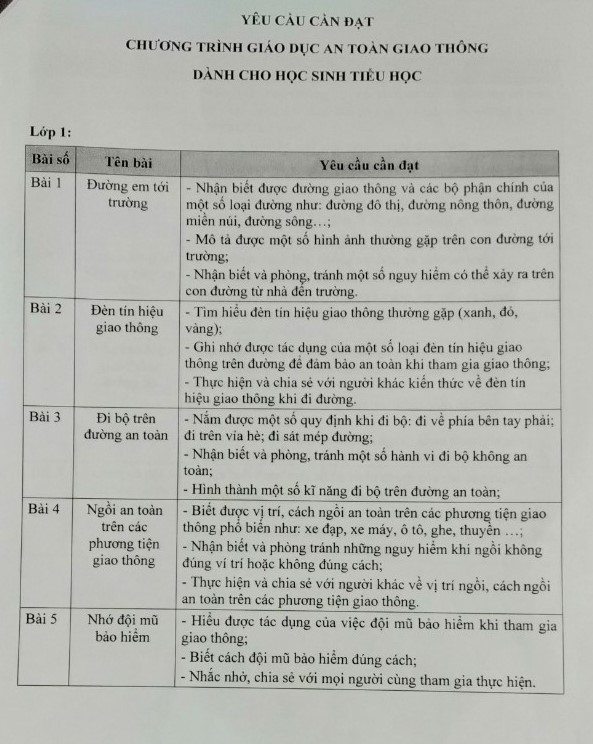 YÊU CẦU CẦN ĐẠT
CHƯƠNG TRÌNH GIÁO DỤC AN TOÀN GIAO THÔNG
DÀNH CHO HỌC SINH TIỂU HỌC
Lớp 1:
Bài số
Tên bài
Yêu cầu cần đạt
Bài 1
Đường em tới
trường
- Nhận biết được đường giao thông và các bộ phận chính của
một số loại đường như: đường đô thị, đường nông thôn, đường
miền núi, đường sông…;
- Mô tả được một số hình ảnh thường gặp trên con đường tới
trường;
- Nhận biết và phòng, tránh một số nguy hiểm có thể xảy ra trên
con đường từ nhà đến trường.
Bài 2
Đèn tín hiệu
giao thông
- Tìm hiểu đèn tín hiệu giao thông thường gặp (xanh, đỏ,
vàng);
- Ghi nhớ được tác dụng của một số loại đèn tín hiệu giao
thông trên đường để đảm bảo an toàn khi tham gia giao thông;
- Thực hiện và chia sẻ với người khác kiến thức về đèn tín
hiệu giao thông khi đi đường.
Bài 3
Đi bộ trên
đường an toàn
- Nắm được một số quy định khi đi bộ: đi về phía bên tay phải;
đi trên vỉa hè; đi sát mép đường;
- Nhận biết và phòng, tránh một số hành vi đi bộ không an
toàn;
- Hình thành một số kĩ năng đi bộ trên đường an toàn;
Bài 4
Ngồi an toàn
trên các
phương tiện
giao thông
- Biết được vị trí, cách ngồi an toàn trên các phương tiện giao
thông phổ biến như: xe đạp, xe máy, ô tô, ghe, thuyền …;
- Nhận biết và phòng tránh những nguy hiểm khi ngồi không
đúng ví trí hoặc không đúng cách;
- Thực hiện và chia sẻ với người khác về vị trí ngồi, cách ngồi
an toàn trên các phương tiện giao thông.
Bài 5
Nhớ đội mũ
bảo hiểm
- Hiểu được tác dụng của việc đội mũ bảo hiểm khi tham gia
giao thông;
- Biết cách đội mũ bảo hiểm đúng cách;
- Nhắc nhở, chia sẻ với mọi người cùng tham gia thực hiện.